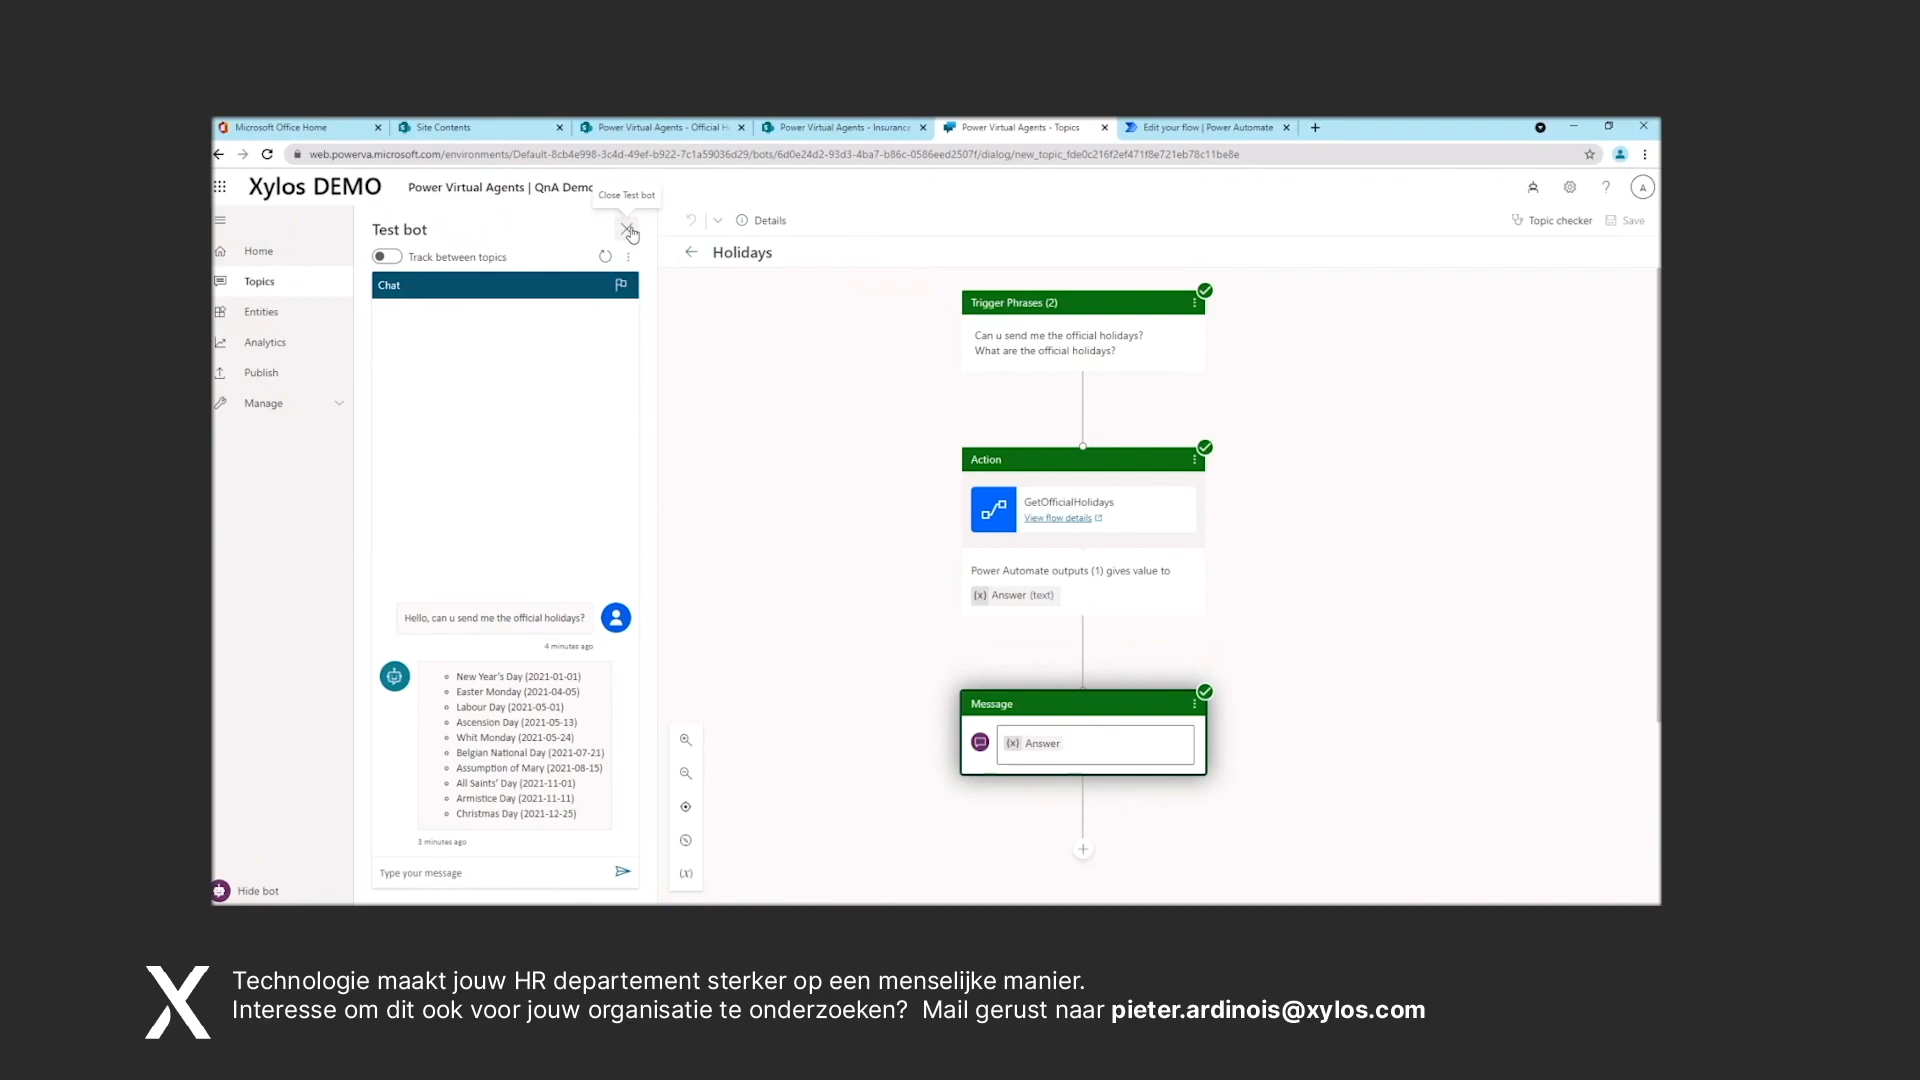 Microsoft Office Home
Site Contents
Power Virtual Agents - Official H
Power Virtual Agents - Insurance
Power Virtual Agents - Topics
Edit your flow | Power Automate
web.powerva.microsoft.com/environments/Default-8cb4e998-3c4d-49ef-b922-7c1a59036d29/bots/6d0e24d2-93d3-4ba7-b86c-0586eed2507f/dialog/new_topic_fde0c216f2ef471f8e721eb78c11be8e
Xylos DEMO
Power Virtual Agents | QnA Demo
Close Test bot
A
Home
Topics
Entities
Analytics
Publish
Manage
Hide bot
Test bot
Track between topics
Chat
Hello, can u send me the official holidays?
4 minutes ago
New Year's Day (2021-01-01)
Easter Monday (2021-04-05)
Labour Day (2021-05-01)
Ascension Day (2021-05-13)
Whit Monday (2021-05-24)
Belgian National Day (2021-07-21)
Assumption of Mary (2021-08-15)
All Saints' Day (2021-11-01)
Armistice Day (2021-11-11)
Christmas Day (2021-12-25)
3 minutes ago
Type your message
Details
Topic checker
Save
Holidays
Trigger Phrases (2)
Can u send me the official holidays?
What are the official holidays?
Action
GetOfficialHolidays
View flow details
Power Automate outputs (1) gives value to
(x) Answer (text)
Message
(x) Answer
(x)
X
Technologie maakt jouw HR departement sterker op een menselijke manier.
Interesse om dit ook voor jouw organisatie te onderzoeken? Mail gerust naar pieter.ardinois@xylos.com